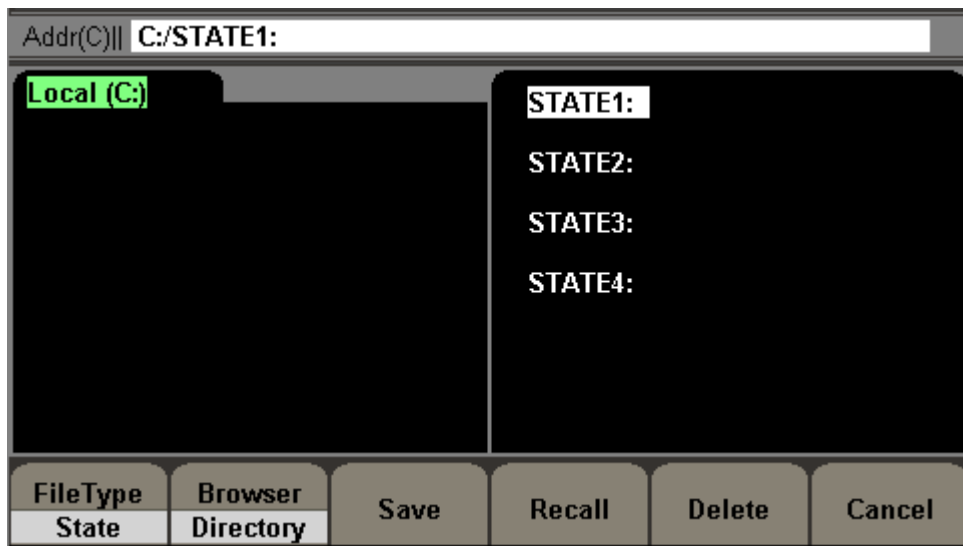 Addr(C)|| C:/STATE1:
Local (C:)
STATE1:
STATE2:
STATE3:
STATE4:
FileType Browser Save Recall Delete Cancel
State Directory